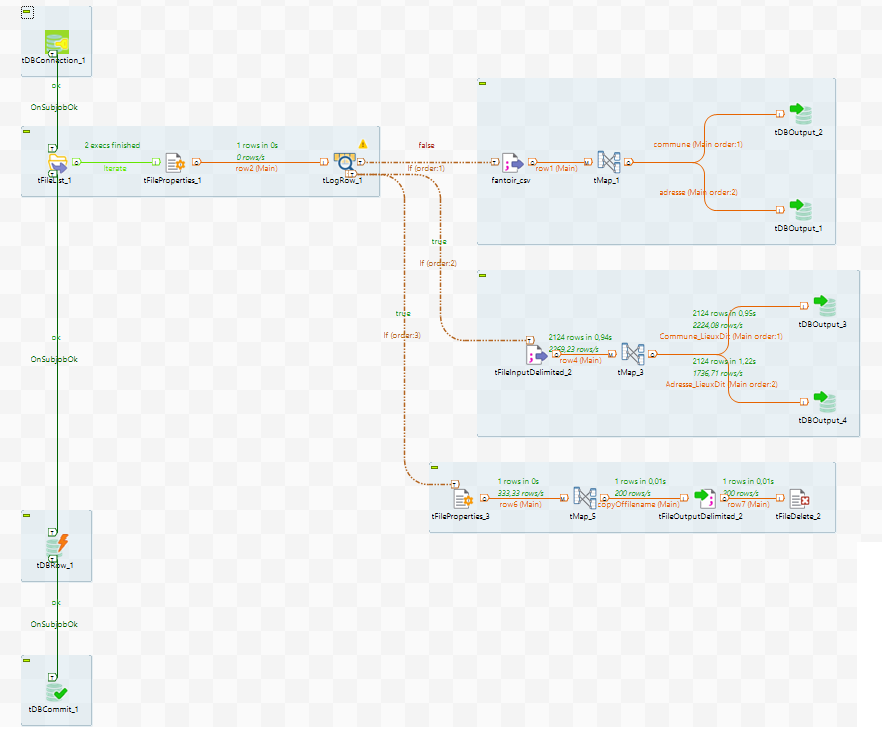 tDBConnection_1
ok
OnSubjobOk
2 execs finished
Iterate
tFileList_1
tFileProperties_1
1 rows in 0s
0 rows/s
row2 (Main)
tLogRow_1
false
If (order:1)
fantoir_csv
row1 (Main)
tMap_1
commune (Main order:1)
tDBOutput_2
adresse (Main order:2)
tDBOutput_1
true
If (order:2)
true
If (order:3)
tFileInputDelimited_2
2124 rows in 0,94s
2269,23 rows/s
row4 (Main)
tMap_3
2124 rows in 0,95s
2224,08 rows/s
Commune_LieuxDit (Main order:1)
tDBOutput_3
2124 rows in 1,22s
1736,71 rows/s
Adresse_LieuxDit (Main order:2)
tDBOutput_4
ok
OnSubjobOk
tFileProperties_3
1 rows in 0s
333,33 rows/s
row6 (Main)
tMap_5
1 rows in 0,01s
200 rows/s
copyOffilename (Main)
tFileOutputDelimited_2
1 rows in 0,01s
200 rows/s
row7 (Main)
tFileDelete_2
tDBRow_1
ok
OnSubjobOk
tDBCommit_1